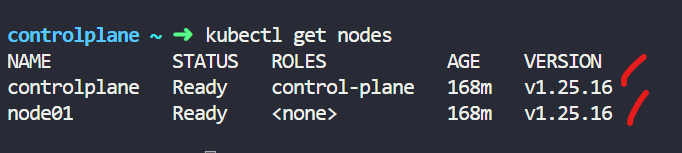 controlplane ~ ➜ kubectl get nodes
NAME STATUS ROLES AGE VERSION
controlplane Ready control-plane 168m v1.25.16
node01 Ready <none> 168m v1.25.16